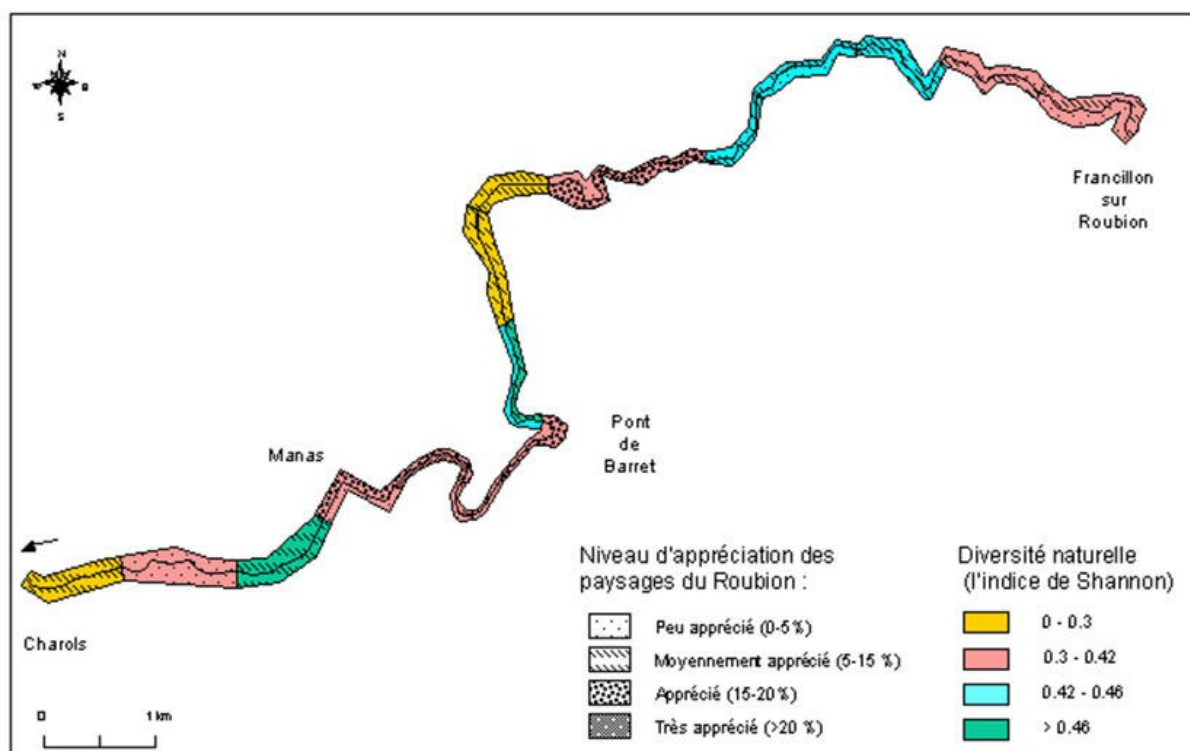 N
S
Francillon
sur
Roubion
Pont
de
Barret
Manas
Charols
0 1 km
Niveau d'appréciation des
paysages du Roubion :
Peu apprécié (0-5 %)
Moyennement apprécié (5-15 %)
Apprécié (15-20%)
Très apprécié (>20 %)
Diversité naturelle
(l'indice de Shannon)
0 - 0.3
0.3 - 0.42
0.42 - 0.46
> 0.46